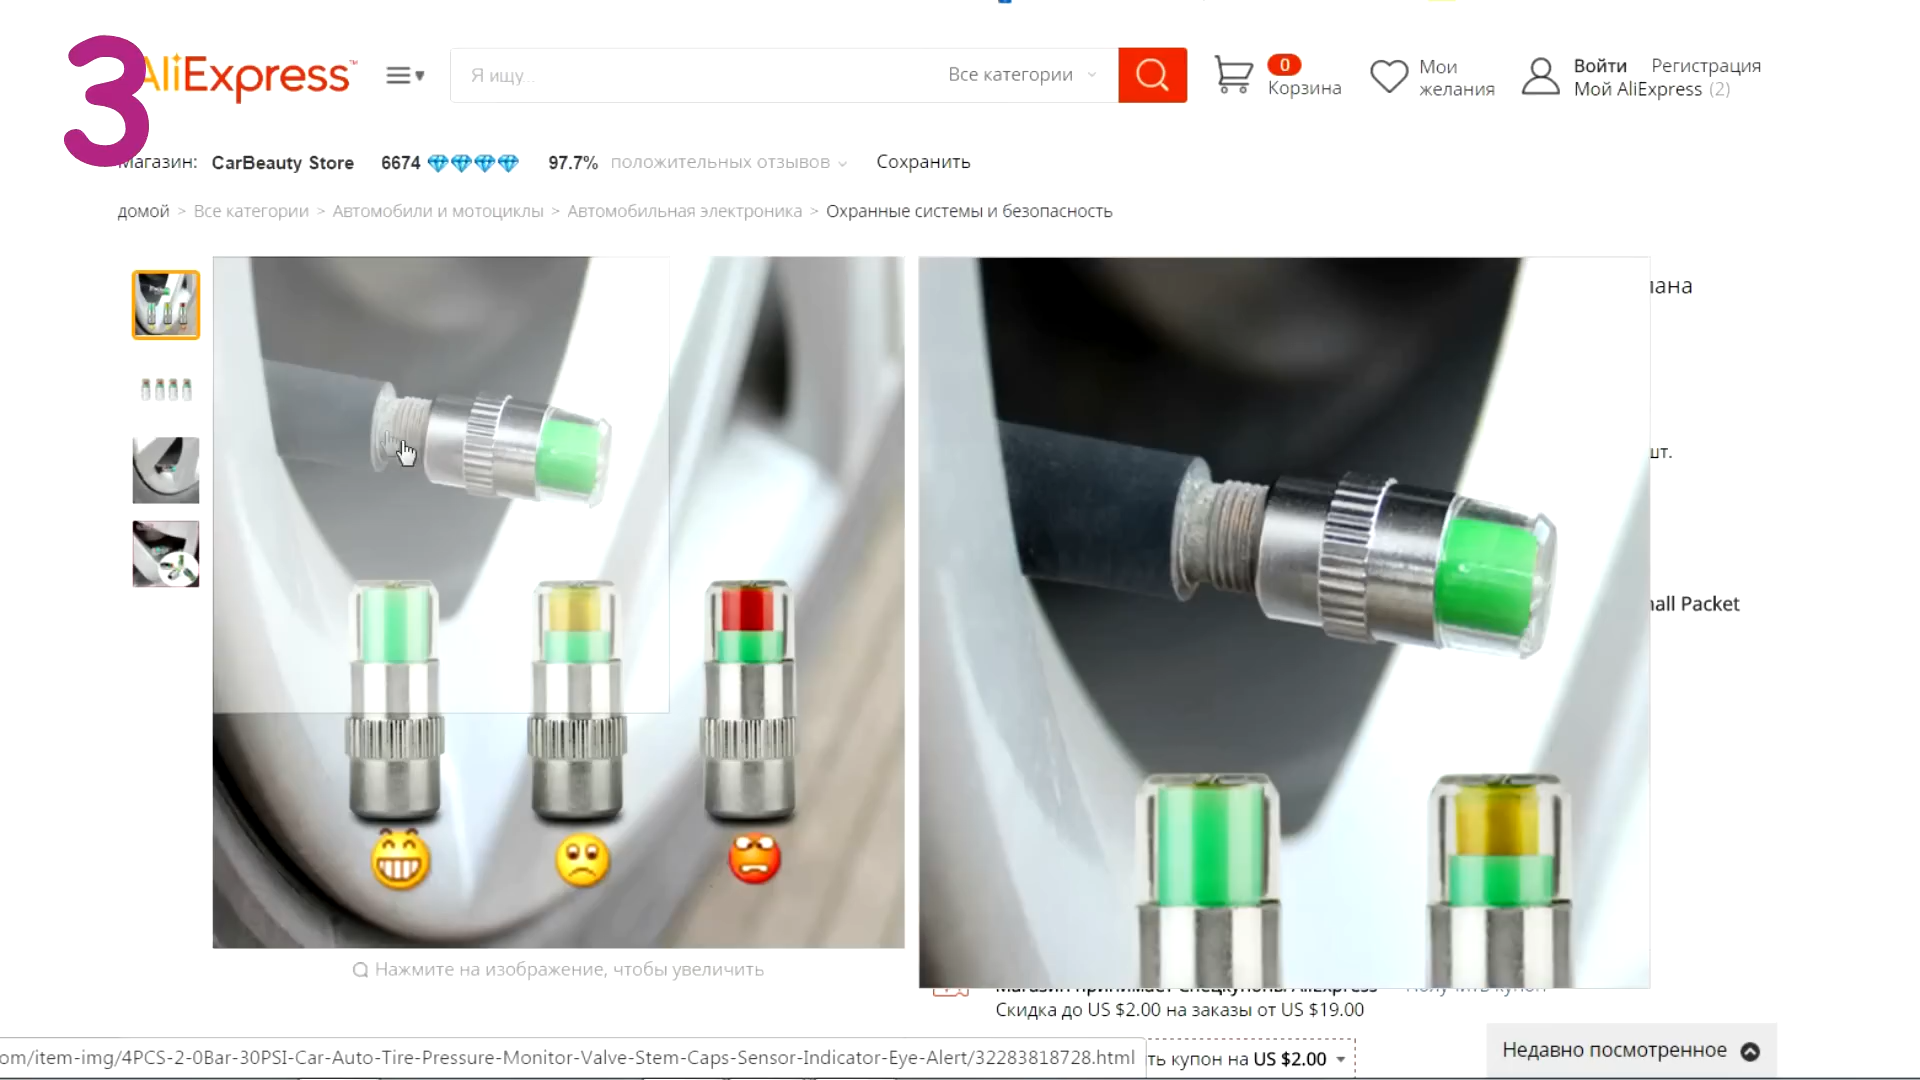 3
AliExpress™
Я ищу...
Все категории
0
Корзина
Мои
желания
Войти Регистрация
Мой AliExpress (2)
Магазин: CarBeauty Store 6674 97.7% положительных отзывов Сохранить
домой > Все категории > Автомобили и мотоциклы > Автомобильная электроника > Охранные системы и безопасность
Нажмите на изображение, чтобы увеличить
Packet
Скидка до US $2.00 на заказы от US $19.00
om/item-img/4PCS-2-0Bar-30PSI-Car-Auto-Tire-Pressure-Monitor-Valve-Stem-Caps-Sensor-Indicator-Eye-Alert/32283818728.html
ть купон на US $2.00
Недавно посмотренное